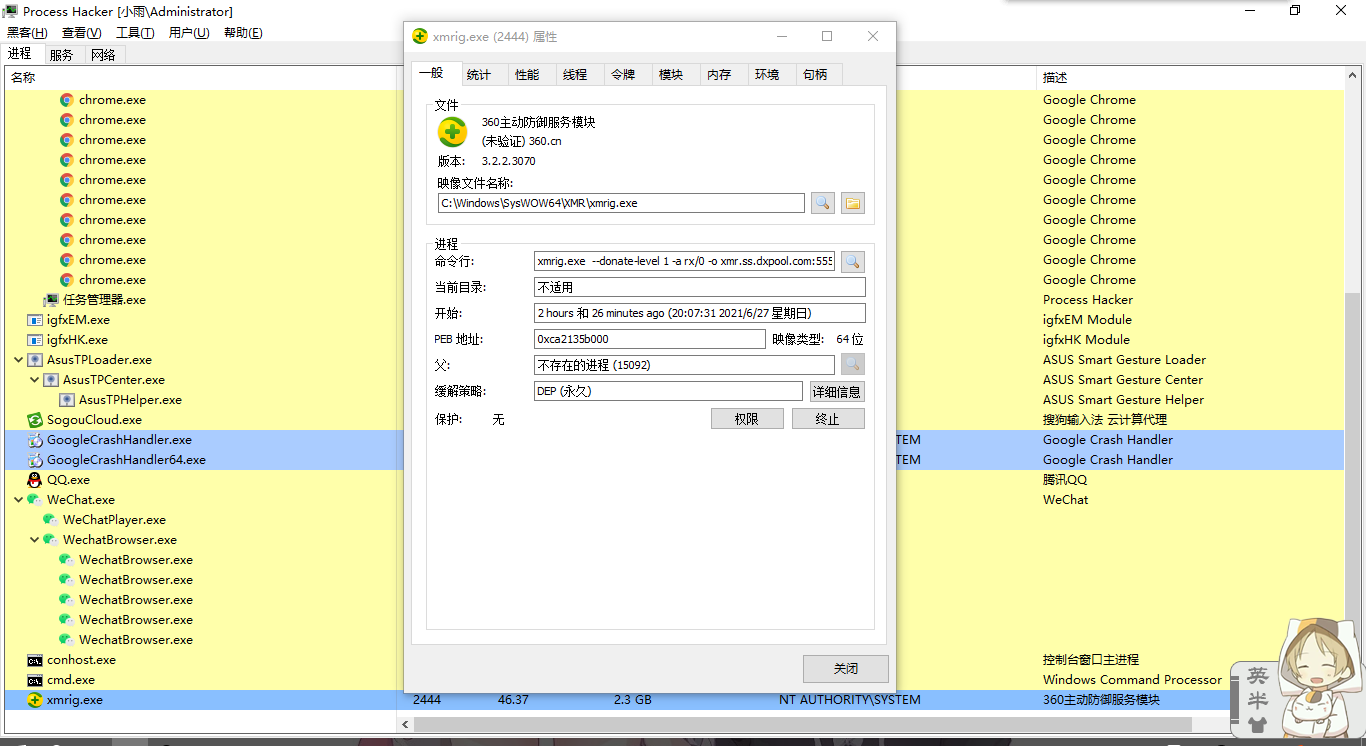 Process Hacker [小雨\Administrator]
黑客(H) 查看(V) 工具(T) 用户(U) 帮助(E)
进程 服务 网络
名称 描述
chrome.exe Google Chrome
chrome.exe Google Chrome
chrome.exe Google Chrome
chrome.exe Google Chrome
chrome.exe Google Chrome
chrome.exe Google Chrome
chrome.exe Google Chrome
chrome.exe Google Chrome
chrome.exe Google Chrome
chrome.exe Google Chrome
任务管理器.exe Process Hacker
igfxEM.exe igfxEM Module
igfxHK.exe igfxHK Module
AsusTPLoader.exe ASUS Smart Gesture Loader
AsusTPCenter.exe ASUS Smart Gesture Center
AsusTPHelper.exe ASUS Smart Gesture Helper
SogouCloud.exe 搜狗输入法 云计算代理
GoogleCrashHandler.exe TEM Google Crash Handler
GoogleCrashHandler64.exe TEM Google Crash Handler
QQ.exe 腾讯QQ
WeChat.exe WeChat
WeChatPlayer.exe
WechatBrowser.exe
WechatBrowser.exe
WechatBrowser.exe
WechatBrowser.exe
WechatBrowser.exe
WechatBrowser.exe
conhost.exe 控制台窗口主进程
cmd.exe Windows Command Processor
xmrig.exe 2444 46.37 2.3 GB NT AUTHORITY\SYSTEM 360主动防御服务模块
xmrig.exe (2444) 属性
一般 统计 性能 线程 令牌 模块 内存 环境 句柄
文件
360主动防御服务模块
(未验证) 360.cn
版本: 3.2.2.3070
映像文件名称:
C:\Windows\SysWOW64\XMR\xmrig.exe
进程
命令行: xmrig.exe --donate-level 1 -a rx/0 -o xmr.ss.dxpool.com:555
当前目录: 不适用
开始: 2 hours 和 26 minutes ago (20:07:31 2021/6/27 星期日)
PEB 地址: 0xca2135b000 映像类型: 64 位
父: 不存在的进程 (15092)
缓解策略: DEP (永久) 详细信息
保护: 无 权限 终止
关闭
英
半